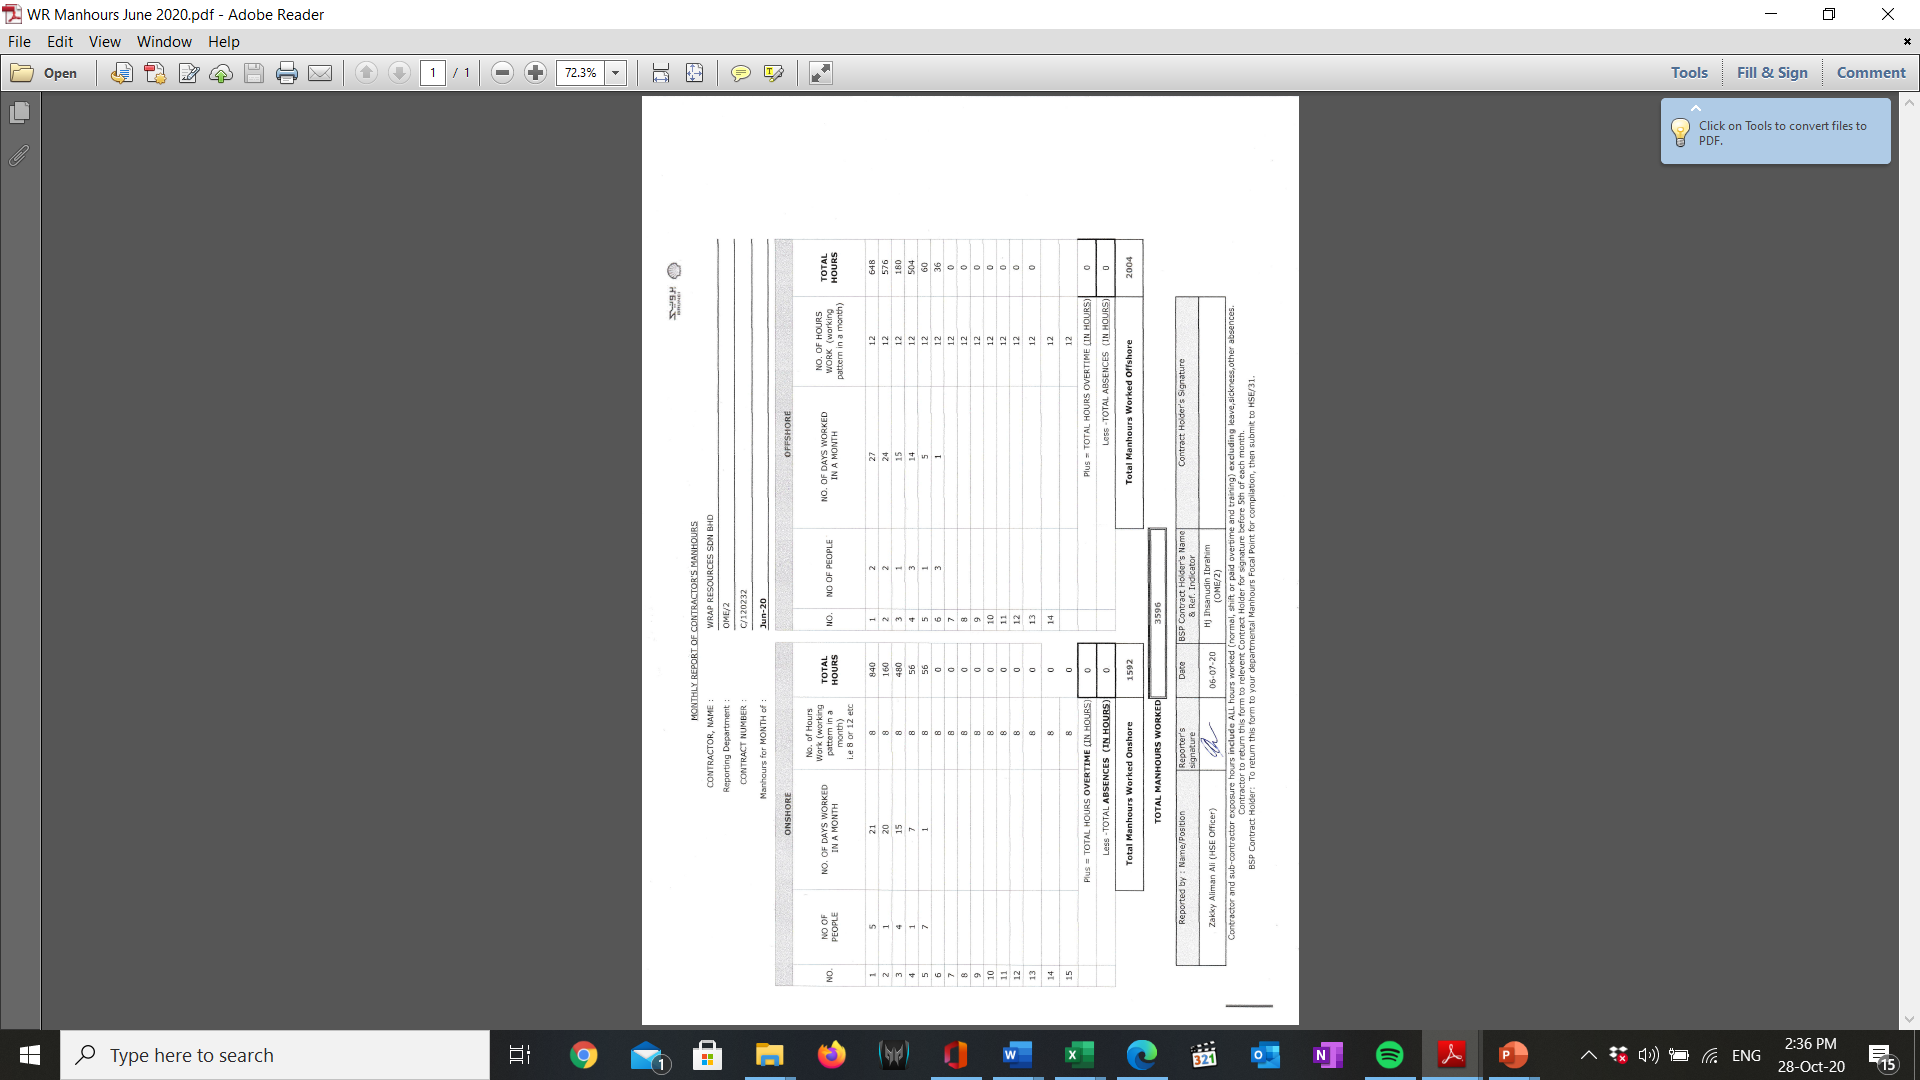 WR Manhours June 2020.pdf - Adobe Reader
File Edit View Window Help
Open 1 / 1 72.3% Tools Fill & Sign Comment
Click on Tools to convert files to
PDF.
MONTHLY REPORT OF CONTRACTOR'S MANHOURS
CONTRACTOR, NAME : WRAP RESOURCES SDN BHD
Reporting Department : OME/2
CONTRACT NUMBER : C/120232
Manhours for MONTH of : Jun-20
ONSHORE OFFSHORE
NO. NO OF PEOPLE NO. OF DAYS WORKED IN A MONTH No. of Hours Work (working pattern in a month) i.e 8 or 12 etc TOTAL HOURS NO. NO OF PEOPLE NO. OF DAYS WORKED IN A MONTH NO. OF HOURS WORK (working pattern in a month) TOTAL HOURS
1 5 21 8 840 1 2 27 12 648
2 1 20 8 160 2 2 24 12 576
3 4 15 8 480 3 1 15 12 180
4 1 7 8 56 4 3 14 12 504
5 7 1 8 56 5 1 5 12 60
6 8 0 6 3 1 12 36
7 8 0 7 12 0
8 8 0 8 12 0
9 8 0 9 12 0
10 8 0 10 12 0
11 8 0 11 12 0
12 8 0 12 12 0
13 8 0 13 12 0
14 8 0 14 12
15 8 0 12
Plus = TOTAL HOURS OVERTIME (IN HOURS) 0 Plus = TOTAL HOURS OVERTIME (IN HOURS) 0
Less -TOTAL ABSENCES (IN HOURS) 0 Less -TOTAL ABSENCES (IN HOURS) 0
Total Manhours Worked Onshore 1592 Total Manhours Worked Offshore 2004
TOTAL MANHOURS WORKED 3596
Reported by : Name/Position Reporter's signature Date BSP Contract Holder's Name & Ref. Indicator Contract Holder's Signature
Zakky Aliman Ali (HSE Officer) 06-07-20 Hj Ihsanudin Ibrahim (OME/2)
Contractor and sub-contractor exposure hours include ALL hours worked (normal, shift or paid overtime and training) excluding leave,sickness,other absences.
Contractor to return this form to relevent Contract Holder for signature before 5th of each month.
BSP Contract Holder: To return this form to your departmental Manhours Focal Point for compilation, then submit to HSE/31.
Type here to search
1
321
ENG
2:36 PM
28-Oct-20
15